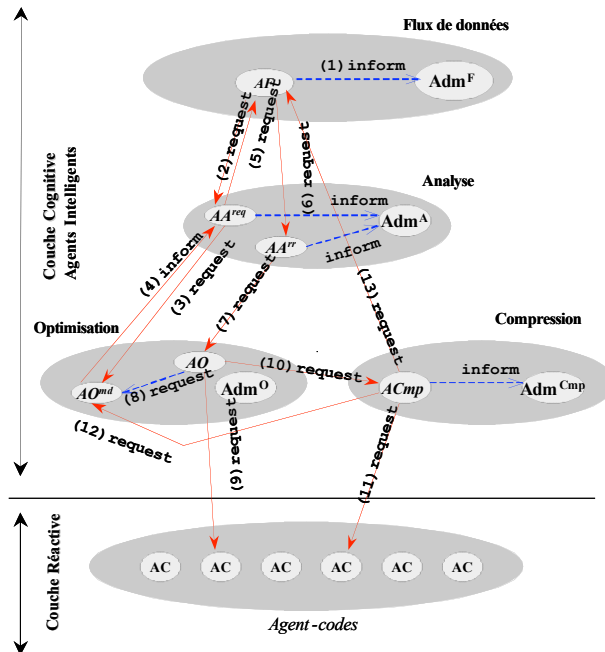 Flux de données
(1) inform
AF
Adm^F
(2) request
(5) request
(6) request
Analyse
inform
AA^req
Adm^A
AA^rr
inform
Couche Cognitive
Agents Intelligents
(4) inform
(3) request
(7) request
(13) request
Optimisation
Compression
AO
(10) request
inform
AO^md
(8) request
Adm^O
ACmp
Adm^Cmp
(12) request
(9) request
(11) request
Couche Réactive
AC AC AC AC AC AC
Agent-codes